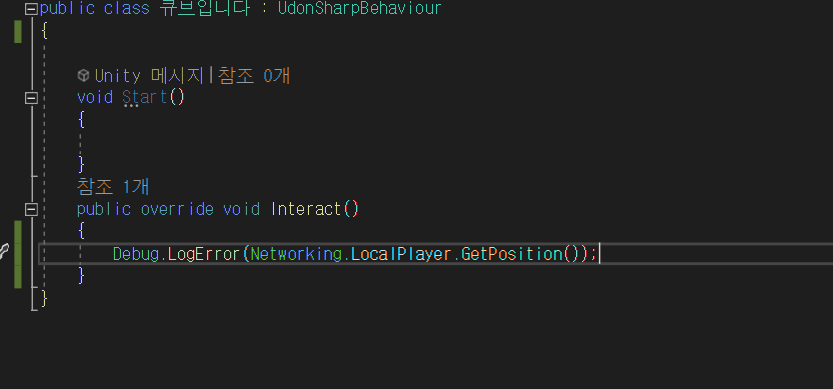 public class 큐브입니다 : UdonSharpBehaviour
{
Unity 메시지|참조 0개
void Start()
{
}
참조 1개
public override void Interact()
{
Debug.LogError(Networking.LocalPlayer.GetPosition());
}
}